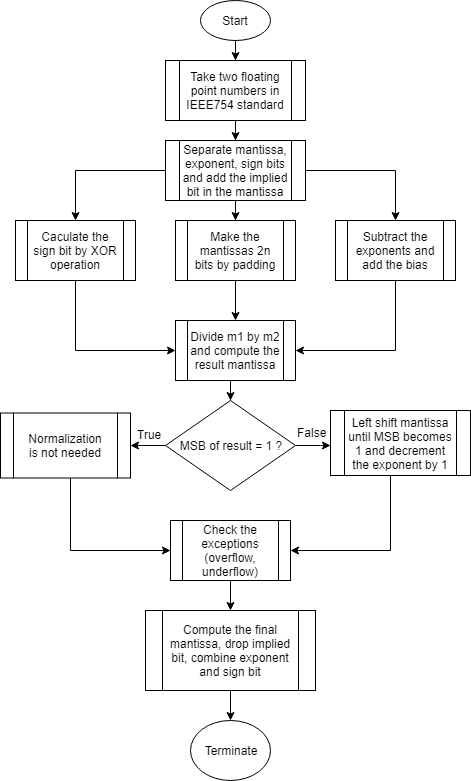 Start
Take two floating
point numbers in
IEEE754 standard
Separate mantissa,
exponent, sign bits
and add the implied
bit in the mantissa
Caculate the
sign bit by XOR
operation
Make the
mantissas 2n
bits by padding
Subtract the
exponents and
add the bias
Divide m1 by m2
and compute the
result mantissa
MSB of result = 1 ?
True
False
Normalization
is not needed
Left shift mantissa
until MSB becomes
1 and decrement
the exponent by 1
Check the
exceptions
(overflow,
underflow)
Compute the final
mantissa, drop implied
bit, combine exponent
and sign bit
Terminate